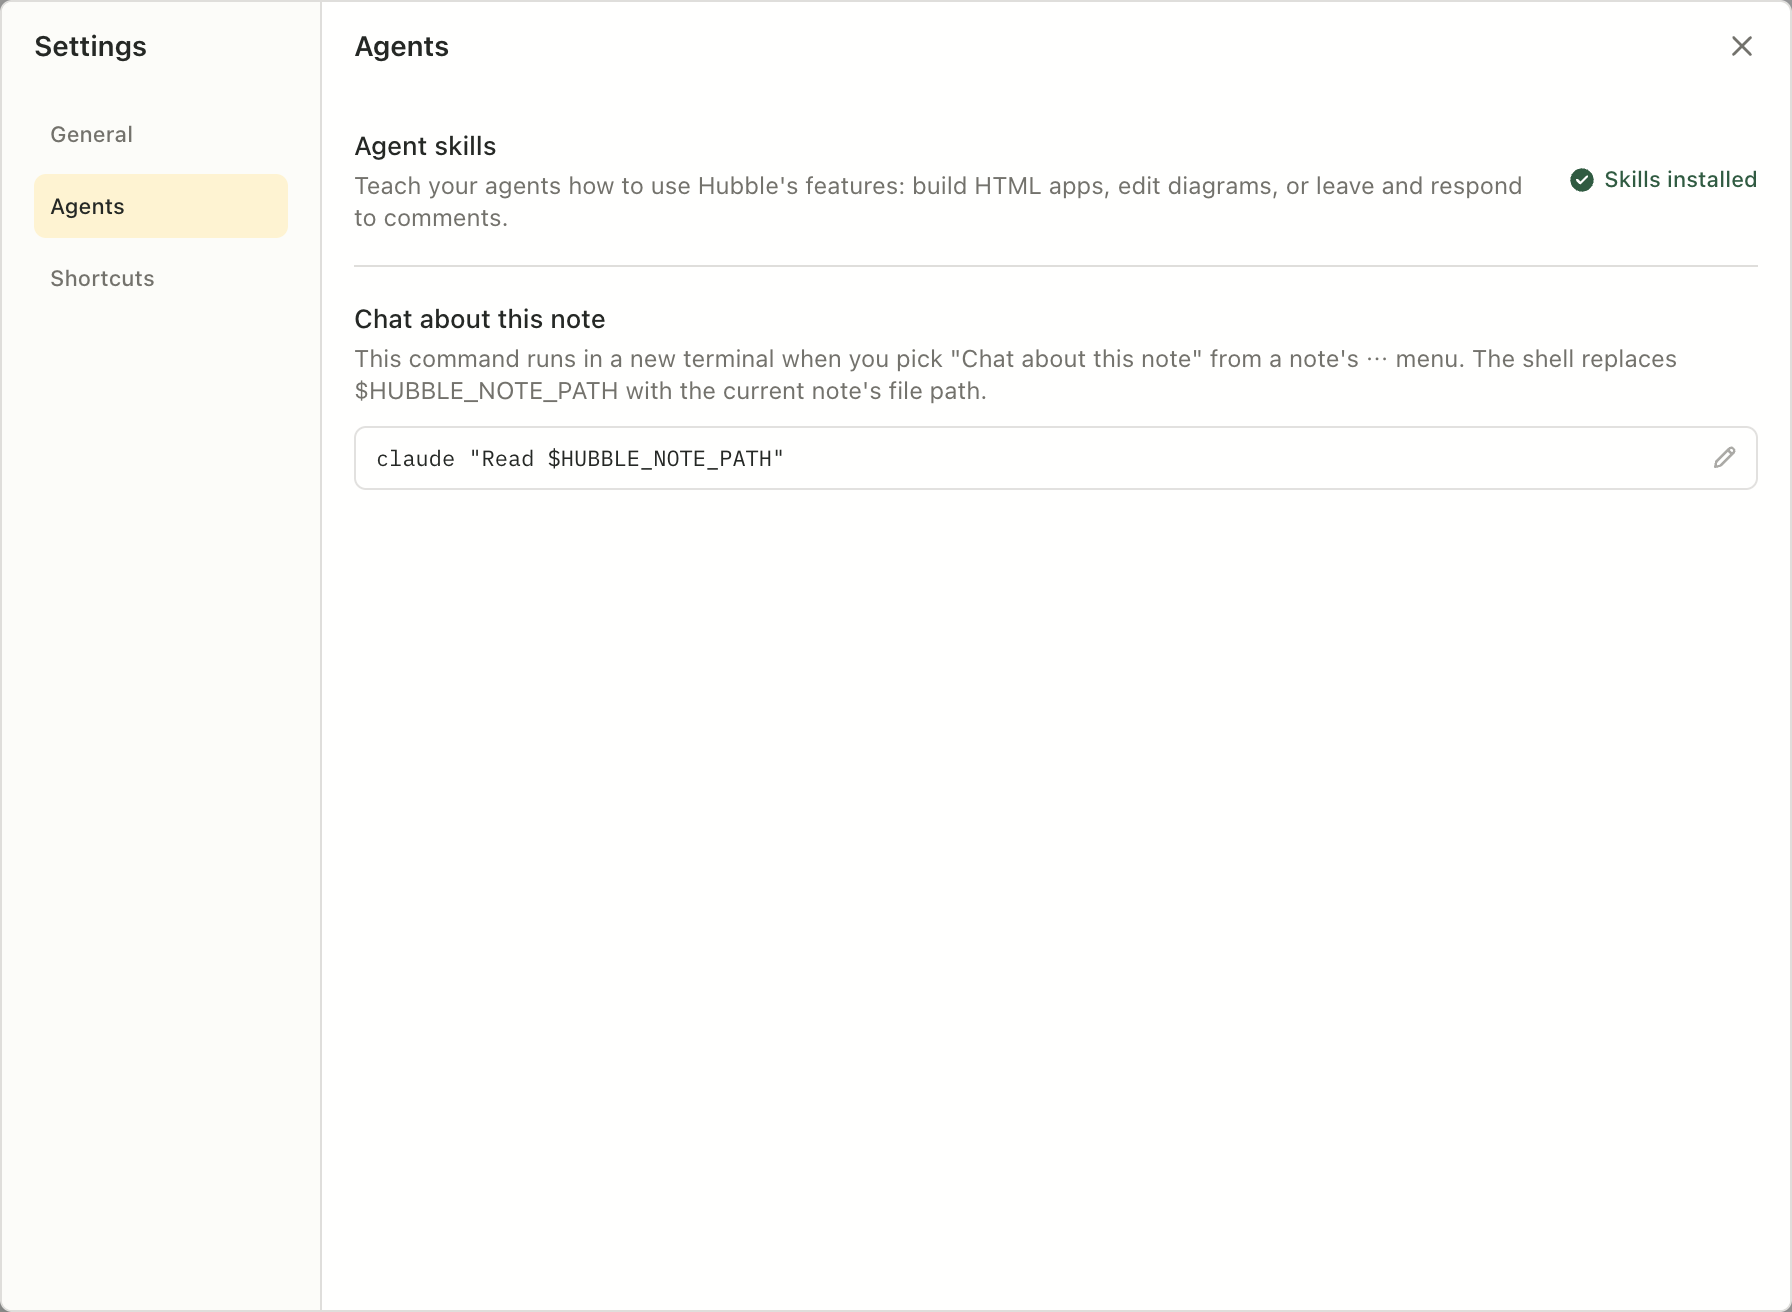 Settings
General
Agents
Shortcuts
Agents
Agent skills
Teach your agents how to use Hubble's features: build HTML apps, edit diagrams, or leave and respond
to comments.
Skills installed
Chat about this note
This command runs in a new terminal when you pick "Chat about this note" from a note's ··· menu. The shell replaces
$HUBBLE_NOTE_PATH with the current note's file path.
claude "Read $HUBBLE_NOTE_PATH"